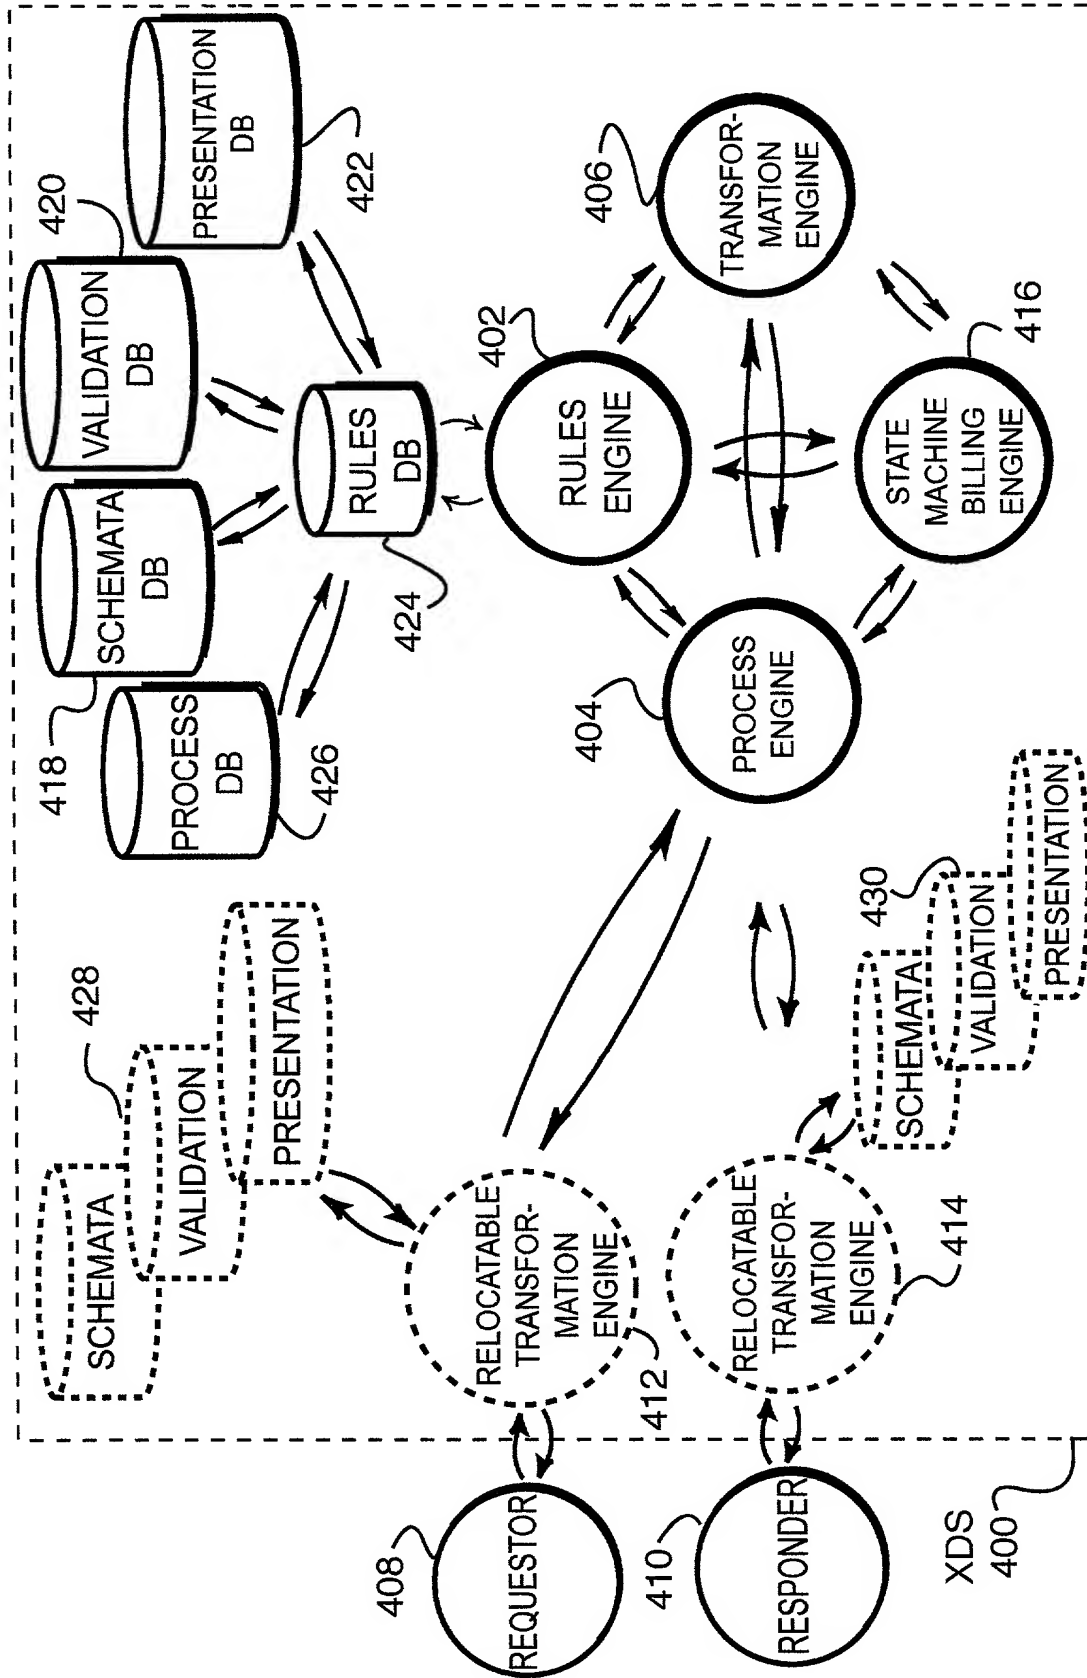 SCHEMATA
428
VALIDATION
PRESENTATION
418
PROCESS
DB
426
SCHEMATA
DB
VALIDATION
DB
420
PRESENTATION
DB
422
RULES
DB
424
402
RULES
ENGINE
406
TRANSFOR-
MATION
ENGINE
404
PROCESS
ENGINE
STATE
MACHINE
BILLING
ENGINE
416
408
REQUESTOR
RELOCATABLE
TRANSFOR-
MATION
ENGINE
412
410
RESPONDER
RELOCATABLE
TRANSFOR-
MATION
ENGINE
414
SCHEMATA
430
VALIDATION
PRESENTATION
XDS
400